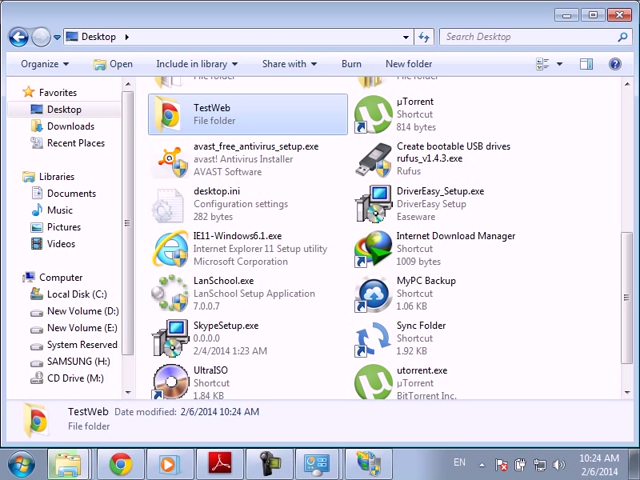 Desktop
Search Desktop
Organize
Open
Include in library
Share with
Burn
New folder
Favorites
Desktop
Downloads
Recent Places
Libraries
Documents
Music
Pictures
Videos
Computer
Local Disk (C:)
New Volume (D:)
New Volume (E:)
System Reserved
SAMSUNG (H:)
CD Drive (M:)
File folder
File folder
TestWeb
File folder
µTorrent
Shortcut
814 bytes
avast_free_antivirus_setup.exe
avast! Antivirus Installer
AVAST Software
Create bootable USB drives
rufus_v1.4.3.exe
Rufus
desktop.ini
Configuration settings
282 bytes
DriverEasy_Setup.exe
DriverEasy Setup
Easeware
IE11-Windows6.1.exe
Internet Explorer 11 Setup utility
Microsoft Corporation
Internet Download Manager
Shortcut
1009 bytes
LanSchool.exe
LanSchool Setup Application
7.0.0.7
MyPC Backup
Shortcut
1.06 KB
SkypeSetup.exe
0.0.0.0
2/4/2014 1:23 AM
Sync Folder
Shortcut
1.92 KB
UltraISO
Shortcut
1.84 KB
utorrent.exe
µTorrent
BitTorrent Inc.
TestWeb Date modified: 2/6/2014 10:24 AM
File folder
EN
10:24 AM
2/6/2014